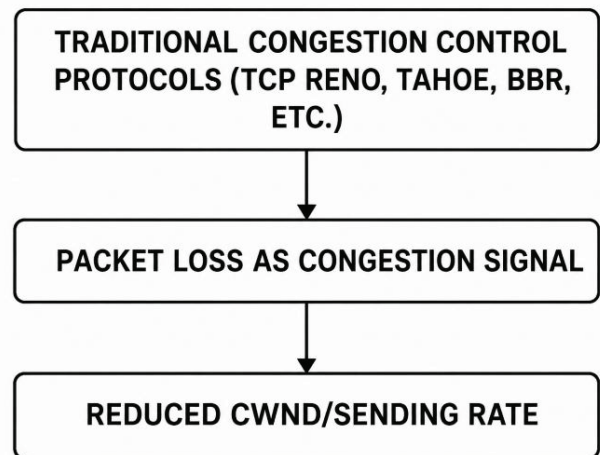 TRADITIONAL CONGESTION CONTROL
PROTOCOLS (TCP RENO, TAHOE, BBR,
ETC.)
PACKET LOSS AS CONGESTION SIGNAL
REDUCED CWND/SENDING RATE